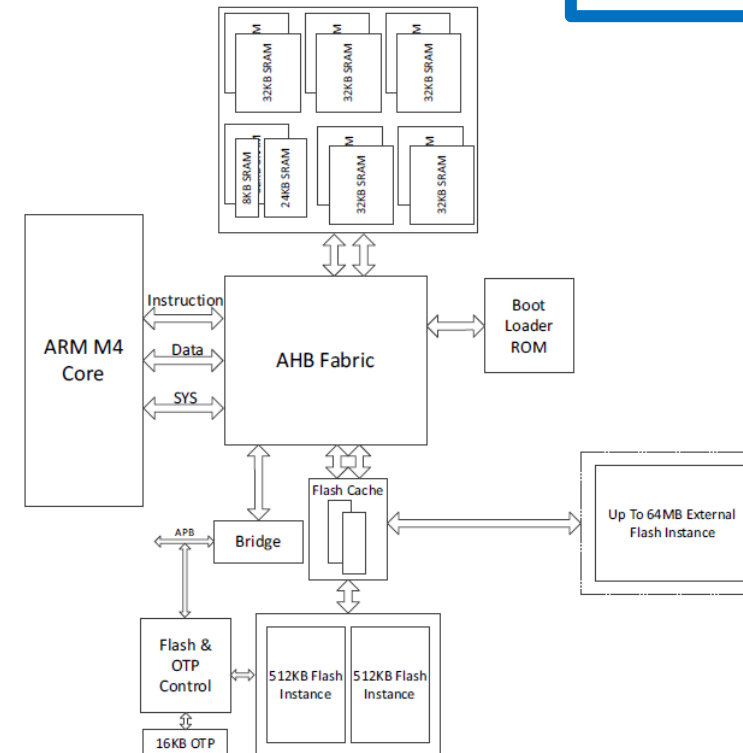 32KB SRAM
32KB SRAM
32KB SRAM
8KB SRAM
24KB SRAM
32KB SRAM
32KB SRAM
Instruction
Data
SYS
ARM M4
Core
AHB Fabric
Boot
Loader
ROM
Flash Cache
Up To 64MB External
Flash Instance
APB
Bridge
Flash &
OTP
Control
512KB Flash
Instance
512KB Flash
Instance
16KB OTP